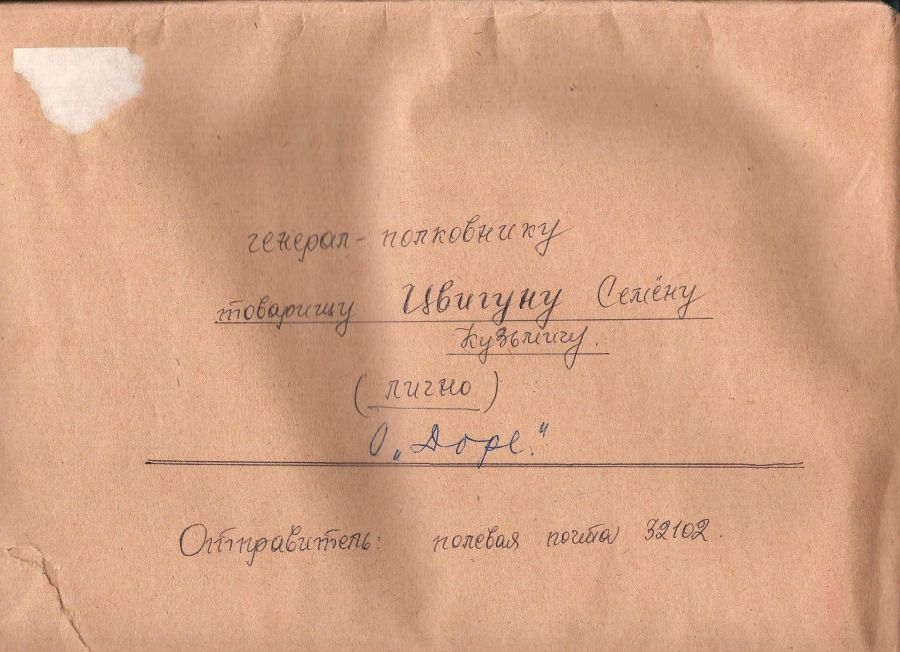 генерал-полковнику
товарищу Цвигуну Семёну
Кузьмичу.
(лично)
О „Доре“.
Отправитель: полевая почта 32102.